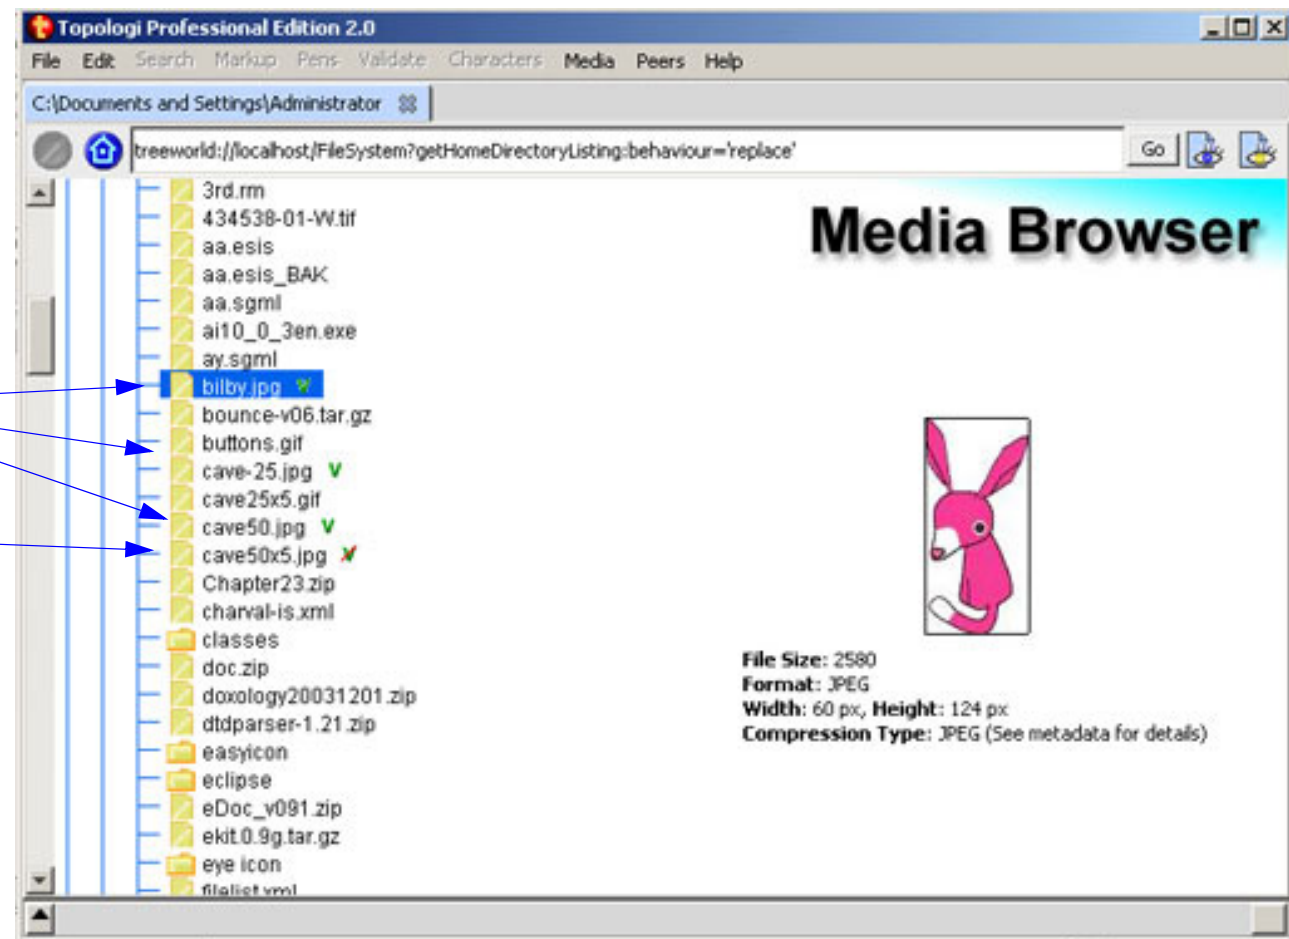 Topologi Professional Edition 2.0
File Edit Search Markup Pens Validate Characters Media Peers Help
C:\Documents and Settings\Administrator
treeworld://localhost/FileSystem?getHomeDirectoryListing:behaviour='replace'
Go
3rd.rm
434538-01-W.tif
aa.esis
aa.esis_BAK
aa.sgml
ai10_0_3en.exe
ay.sgml
bilby.jpg
bounce-v06.tar.gz
buttons.gif
cave-25.jpg V
cave25x5.gif
cave50.jpg V
cave50x5.jpg
Chapter23.zip
charval-is.xml
classes
doc.zip
doxology20031201.zip
dtdparser-1.21.zip
easyicon
eclipse
eDoc_v091.zip
ekit.0.9g.tar.gz
eye icon
filelist.xml
Media Browser
File Size: 2580
Format: JPEG
Width: 60 px, Height: 124 px
Compression Type: JPEG (See metadata for details)